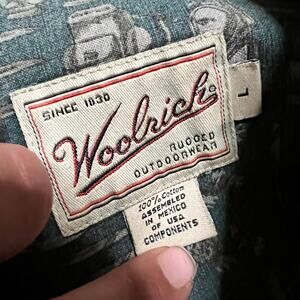 SINCE 1830
Woolrich
RUGGED
OUTDOORWEAR
L
100% Cotton
ASSEMBLED
IN MEXICO
OF USA
COMPONENTS